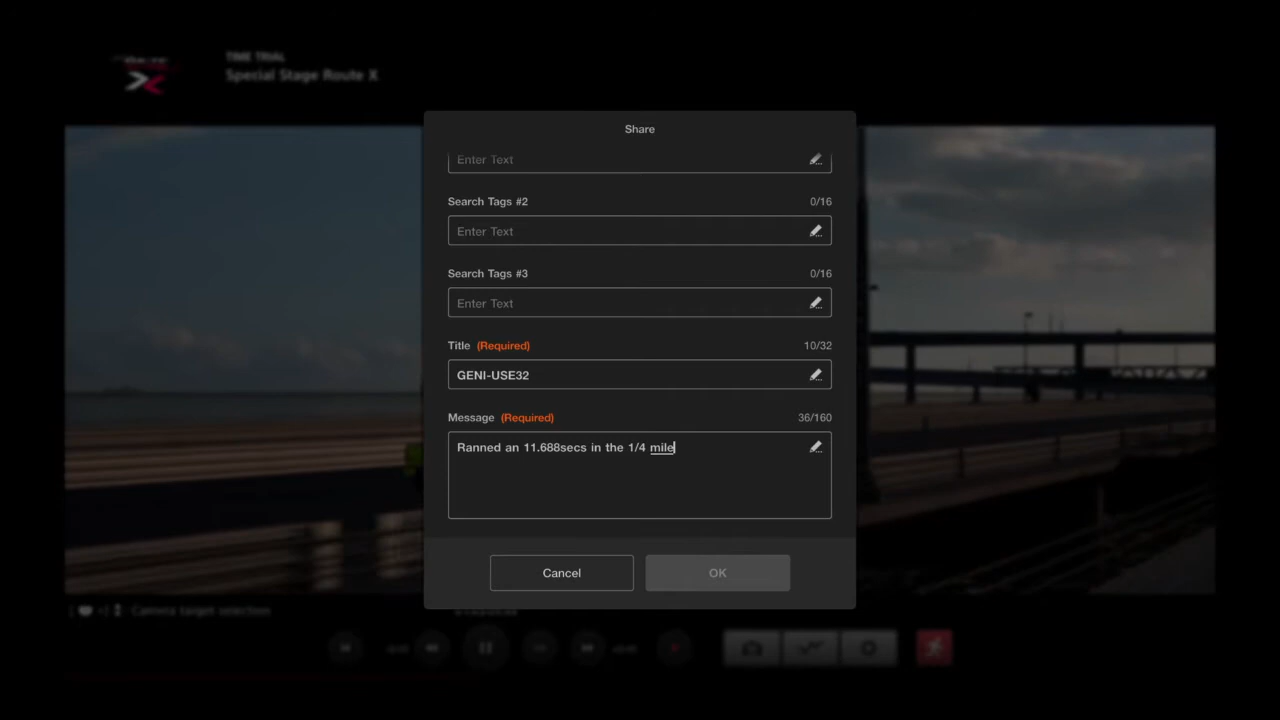 TIME TRIAL
Special Stage Route X
Share
Enter Text
Search Tags #2
0/16
Enter Text
Search Tags #3
0/16
Enter Text
Title (Required)
10/32
GENI-USE32
Message (Required)
36/160
Ranned an 11.688secs in the 1/4 mile
Cancel
OK
Camera target selection